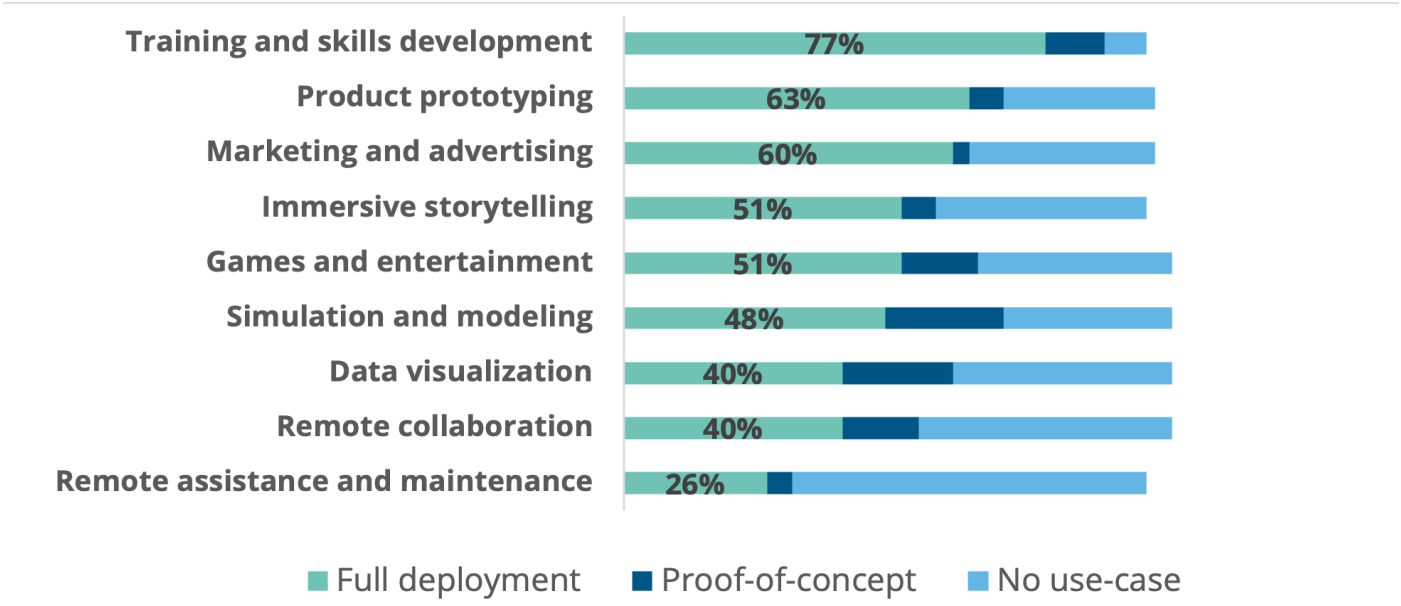 Training and skills development 77%
Product prototyping 63%
Marketing and advertising 60%
Immersive storytelling 51%
Games and entertainment 51%
Simulation and modeling 48%
Data visualization 40%
Remote collaboration 40%
Remote assistance and maintenance 26%
Full deployment Proof-of-concept No use-case